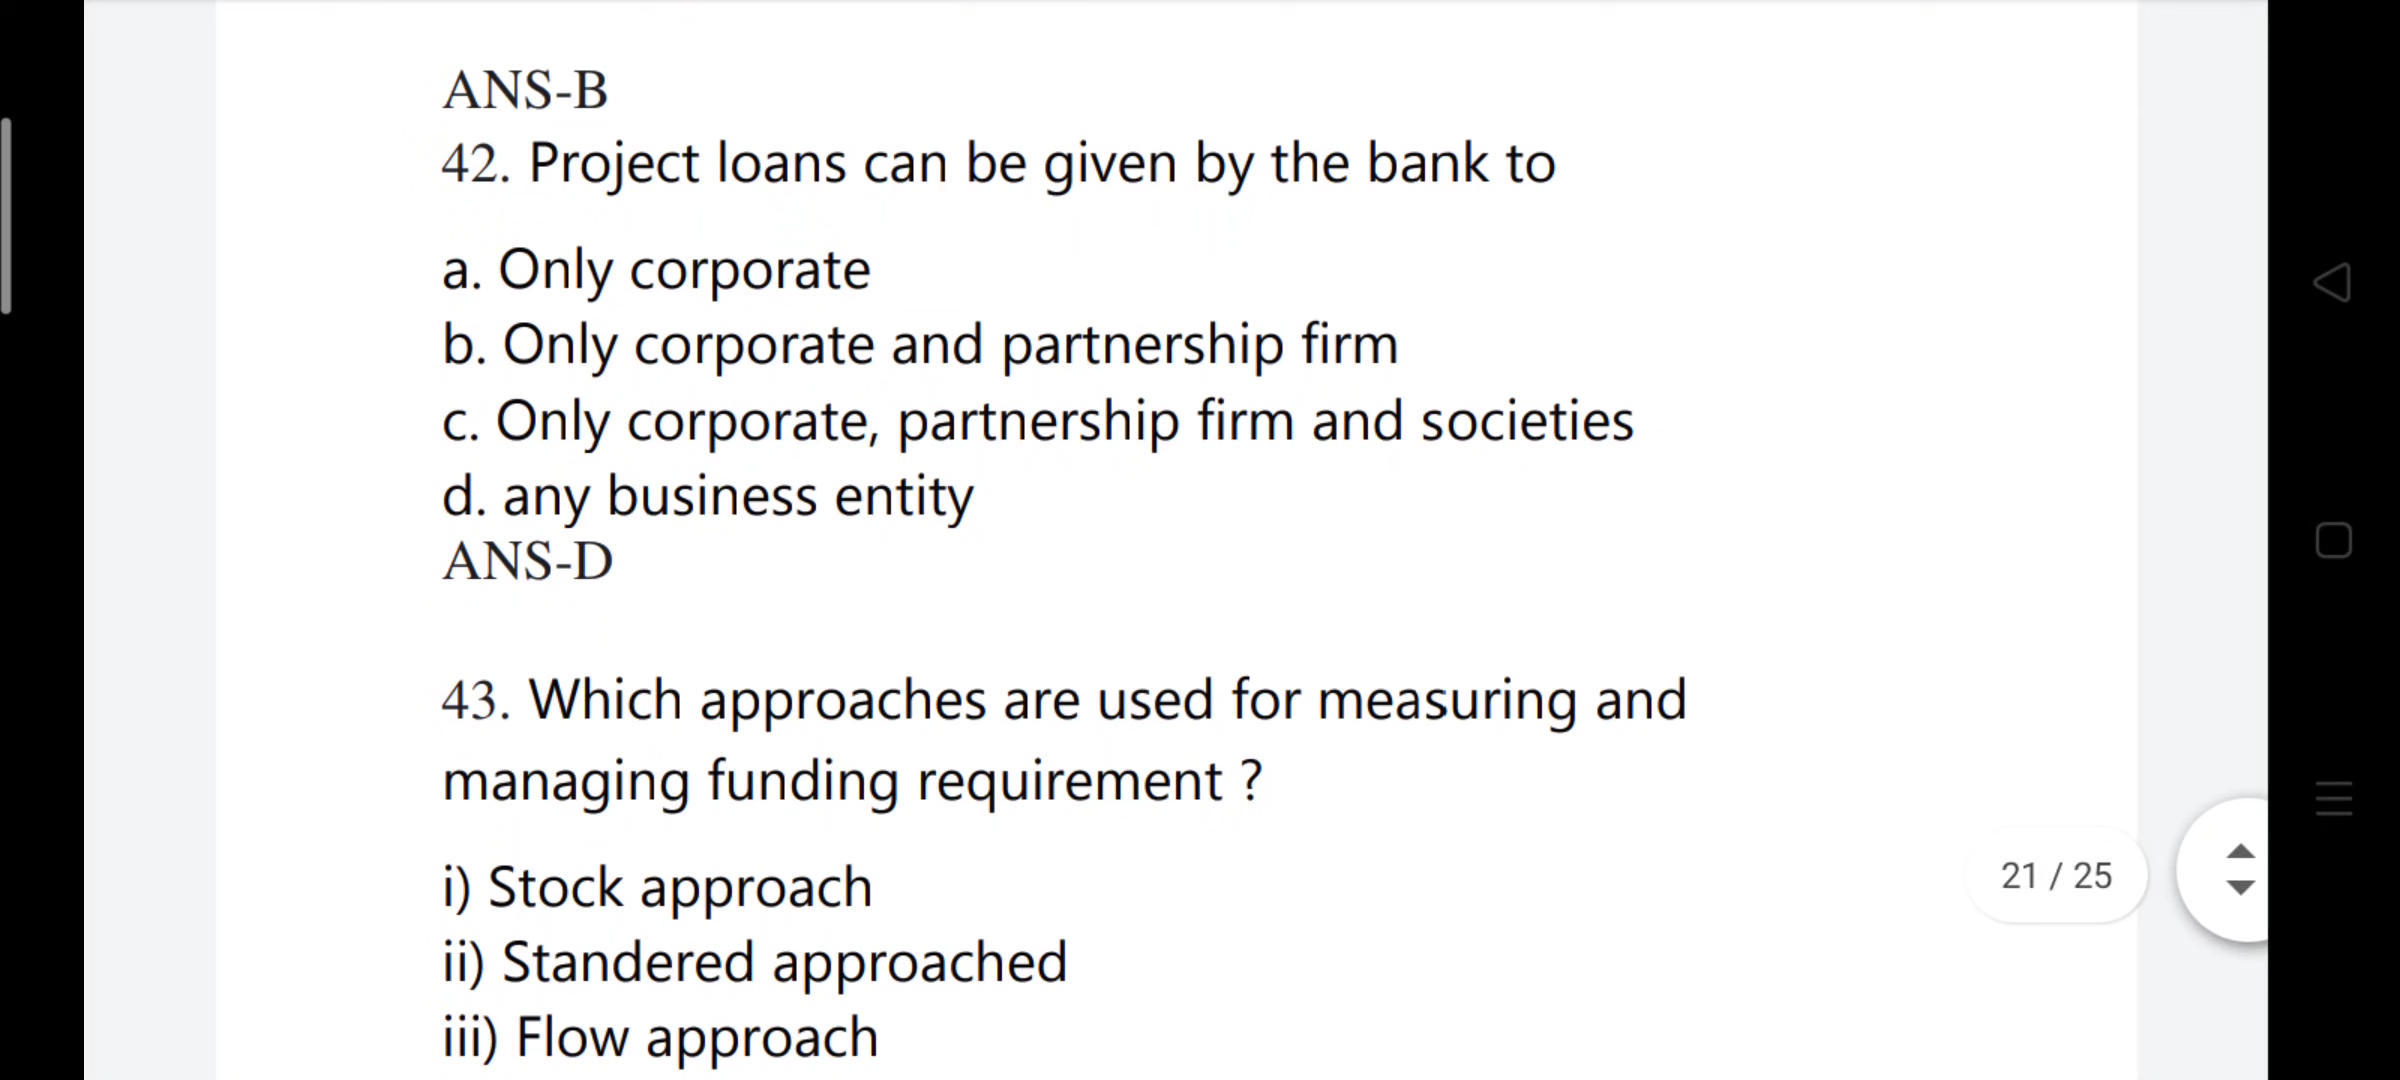 ANS-B
42. Project loans can be given by the bank to
a. Only corporate
b. Only corporate and partnership firm
c. Only corporate, partnership firm and societies
d. any business entity
ANS-D
43. Which approaches are used for measuring and
managing funding requirement ?
i) Stock approach
ii) Standered approached
iii) Flow approach
21 / 25